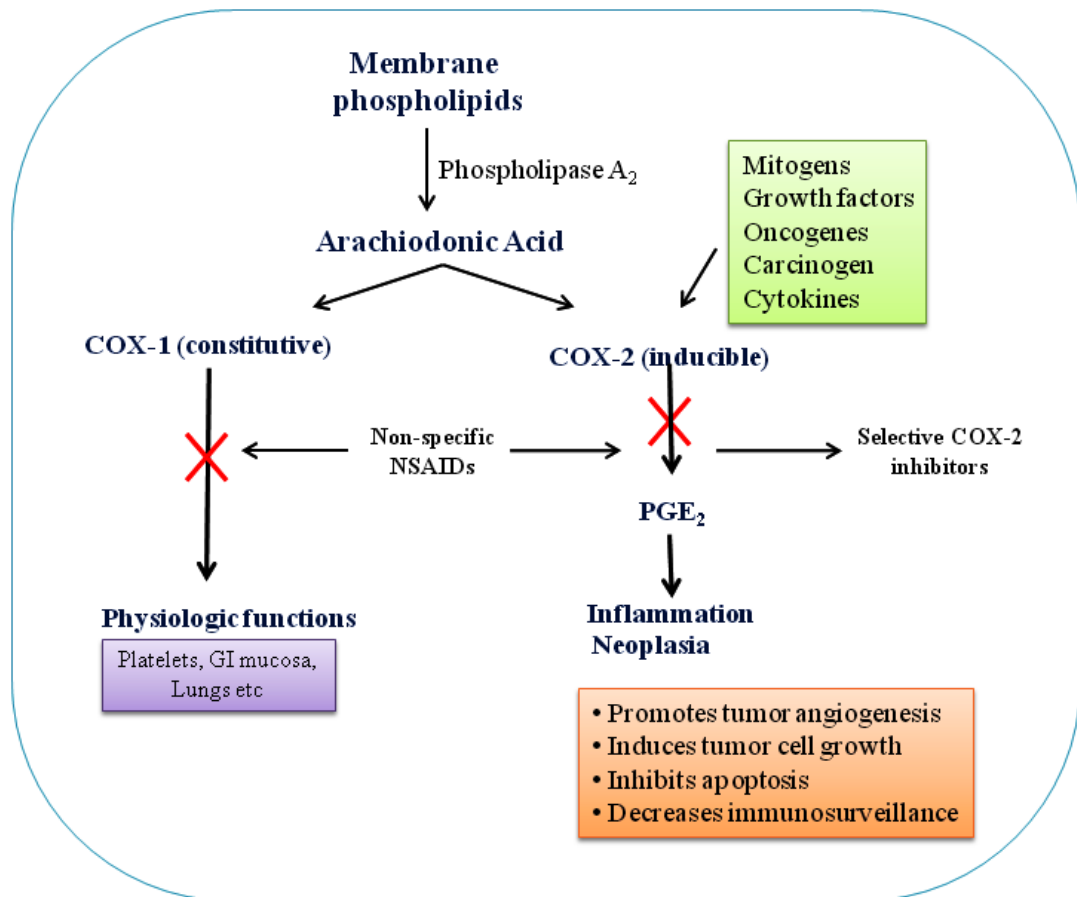 Membrane
phospholipids
Phospholipase A₂
Mitogens
Growth factors
Oncogenes
Carcinogen
Cytokines
Arachiodonic Acid
COX-1 (constitutive)
COX-2 (inducible)
Non-specific
NSAIDs
Selective COX-2
inhibitors
PGE₂
Physiologic functions
Platelets, GI mucosa,
Lungs etc
Inflammation
Neoplasia
• Promotes tumor angiogenesis
• Induces tumor cell growth
• Inhibits apoptosis
• Decreases immunosurveillance